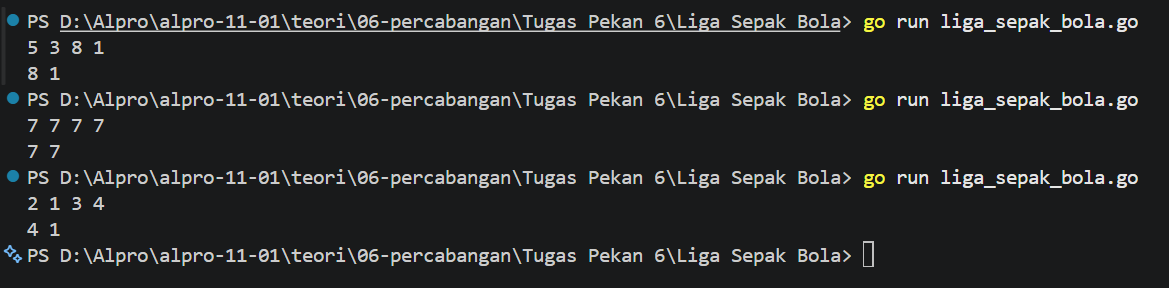 PS D:\Alpro\alpro-11-01\teori\06-percabangan\Tugas Pekan 6\Liga Sepak Bola> go run liga_sepak_bola.go
5 3 8 1
8 1
PS D:\Alpro\alpro-11-01\teori\06-percabangan\Tugas Pekan 6\Liga Sepak Bola> go run liga_sepak_bola.go
7 7 7 7
7 7
PS D:\Alpro\alpro-11-01\teori\06-percabangan\Tugas Pekan 6\Liga Sepak Bola> go run liga_sepak_bola.go
2 1 3 4
4 1
PS D:\Alpro\alpro-11-01\teori\06-percabangan\Tugas Pekan 6\Liga Sepak Bola>